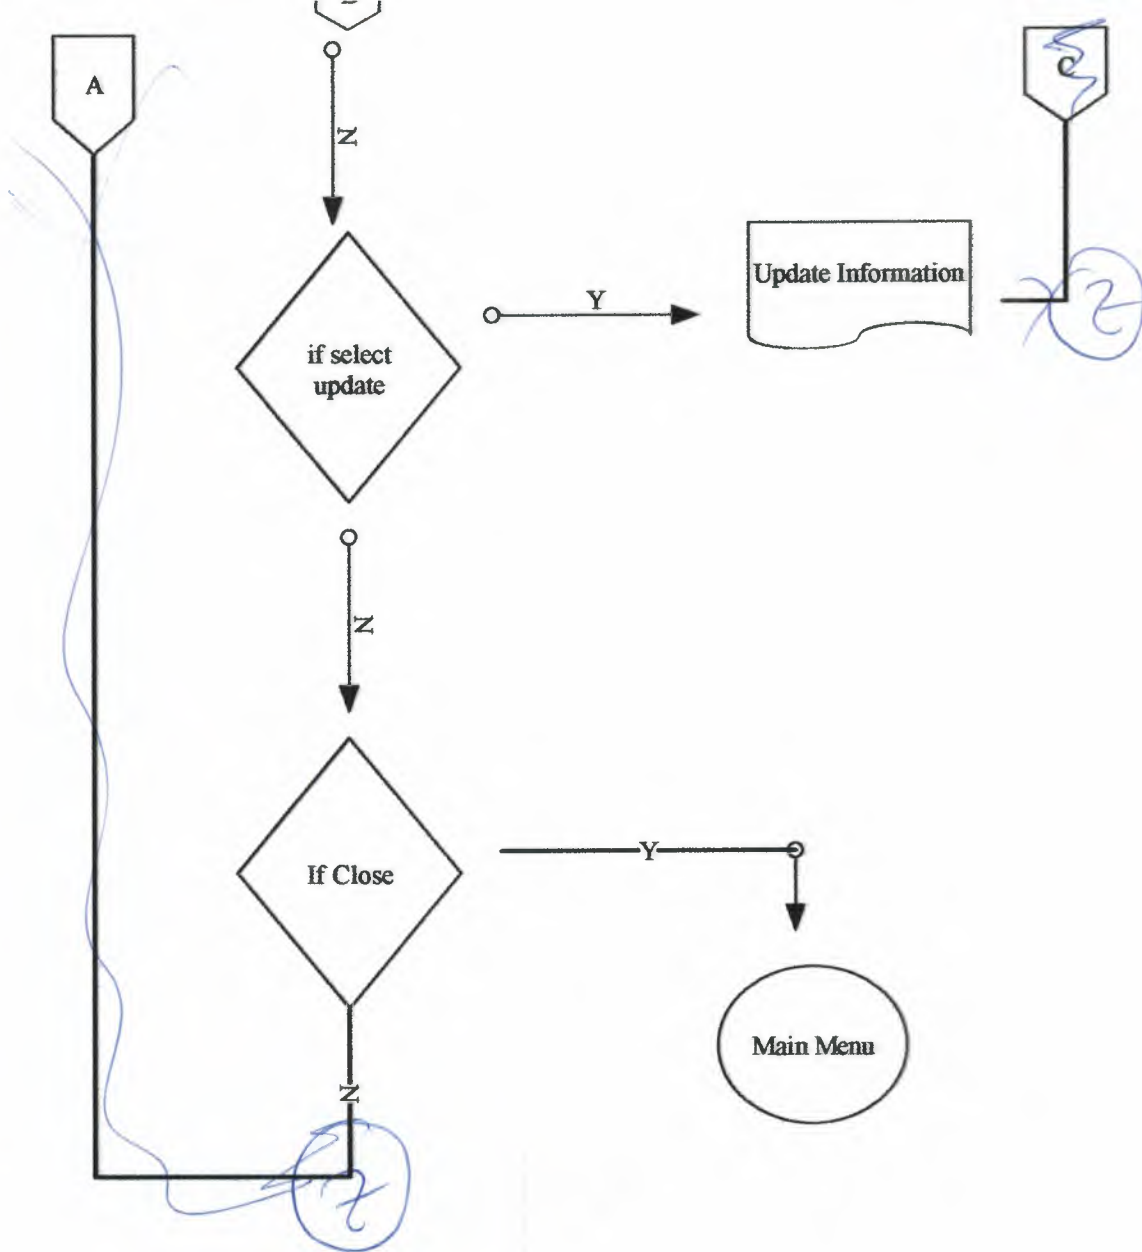 A
C
N
Y
Update Information
if select
update
N
If Close
Y
Main Menu
N